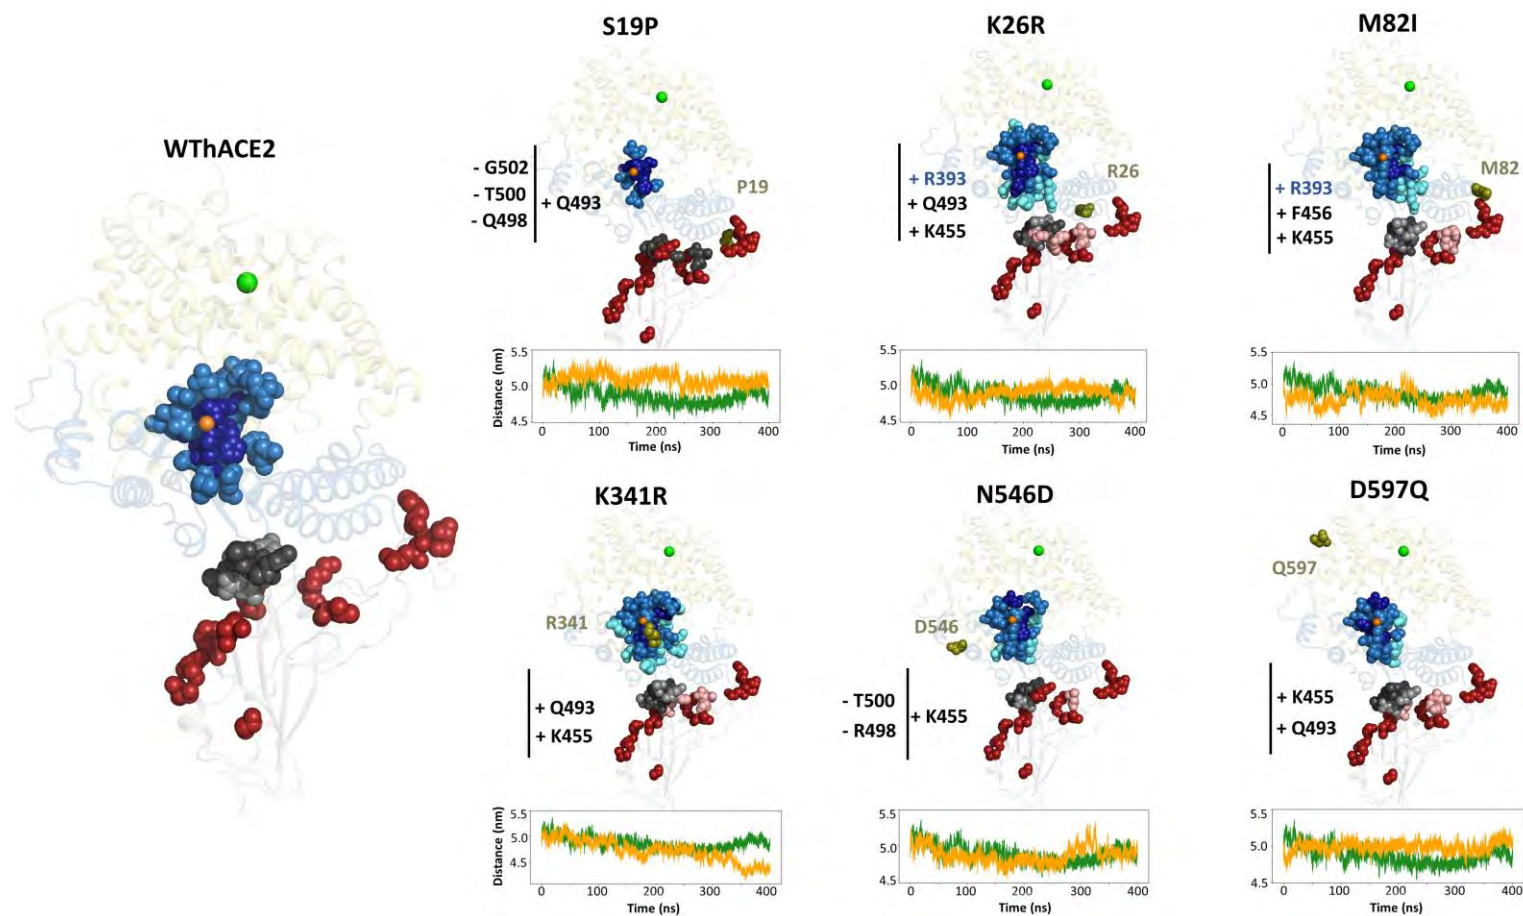 WThACE2
S19P
- G502
- T500
- Q498
+ Q493
P19
Distance (nm)
5.5
5.0
4.5
0
100
200
300
400
Time (ns)
K26R
+ R393
+ Q493
+ K455
R26
5.5
5.0
4.5
0
100
200
300
400
Time (ns)
M82I
+ R393
+ F456
+ K455
M82
5.5
5.0
4.5
0
100
200
300
400
Time (ns)
K341R
R341
+ Q493
+ K455
Distance (nm)
5.5
5.0
4.5
0
100
200
300
400
Time (ns)
N546D
D546
- T500
- R498
+ K455
5.5
5.0
4.5
0
100
200
300
400
Time (ns)
D597Q
Q597
+ K455
+ Q493
5.5
5.0
4.5
0
100
200
300
400
Time (ns)